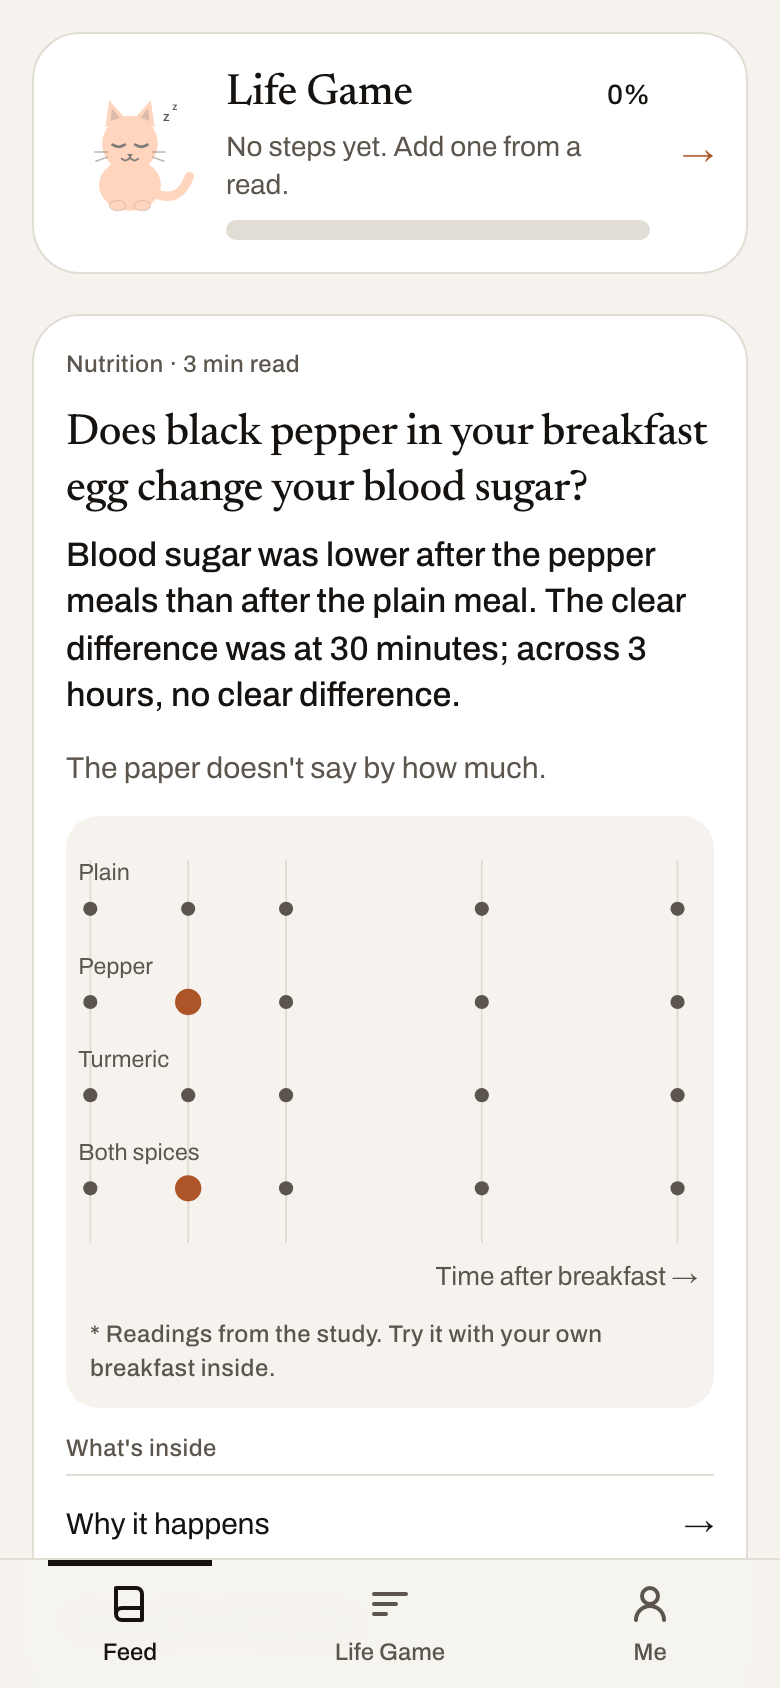 z
z
Life Game
0%
No steps yet. Add one from a
read.
→
Nutrition · 3 min read
Does black pepper in your breakfast
egg change your blood sugar?
Blood sugar was lower after the pepper
meals than after the plain meal. The clear
difference was at 30 minutes; across 3
hours, no clear difference.
The paper doesn't say by how much.
Plain
Pepper
Turmeric
Both spices
Time after breakfast →
* Readings from the study. Try it with your own
breakfast inside.
What's inside
Why it happens →
Feed
Life Game
Me